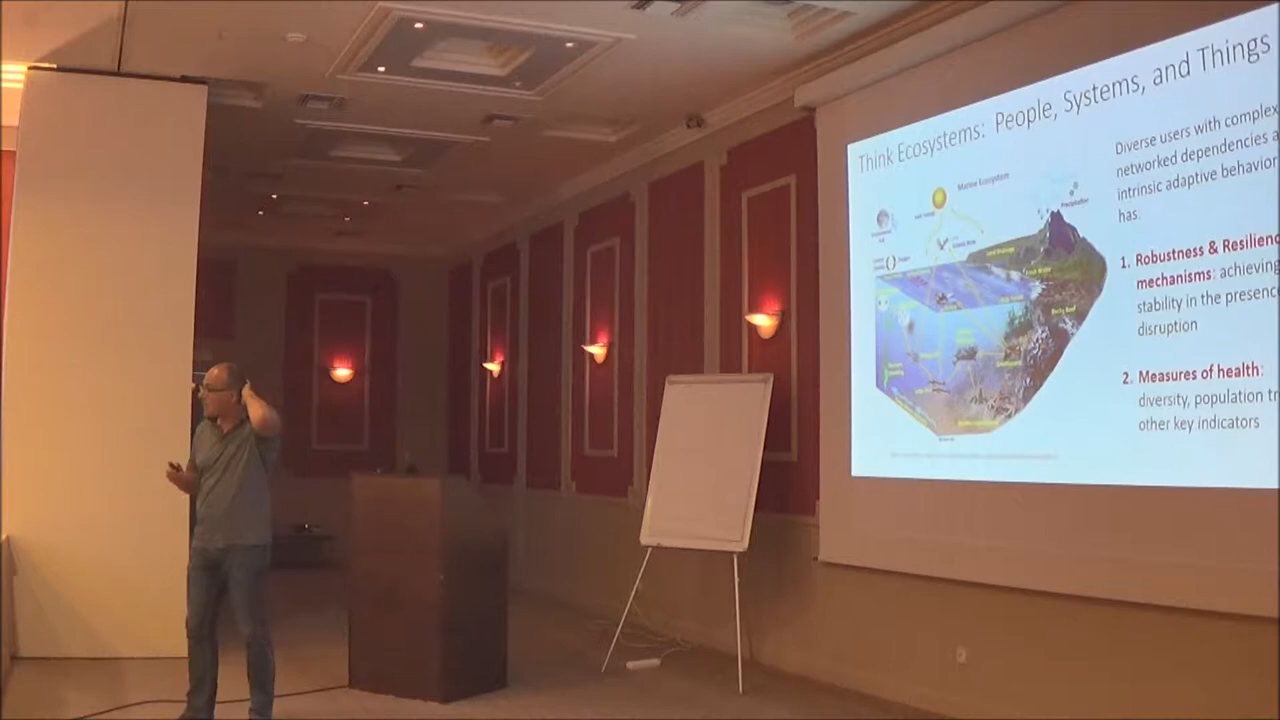 Think Ecosystems: People, Systems, and Things
Marine Ecosystem
Precipitation
Diverse users with complex
networked dependencies a
intrinsic adaptive behavior
has.
1. Robustness & Resilienc
mechanisms: achieving
stability in the presence
disruption
2. Measures of health:
diversity, population tr
other key indicators